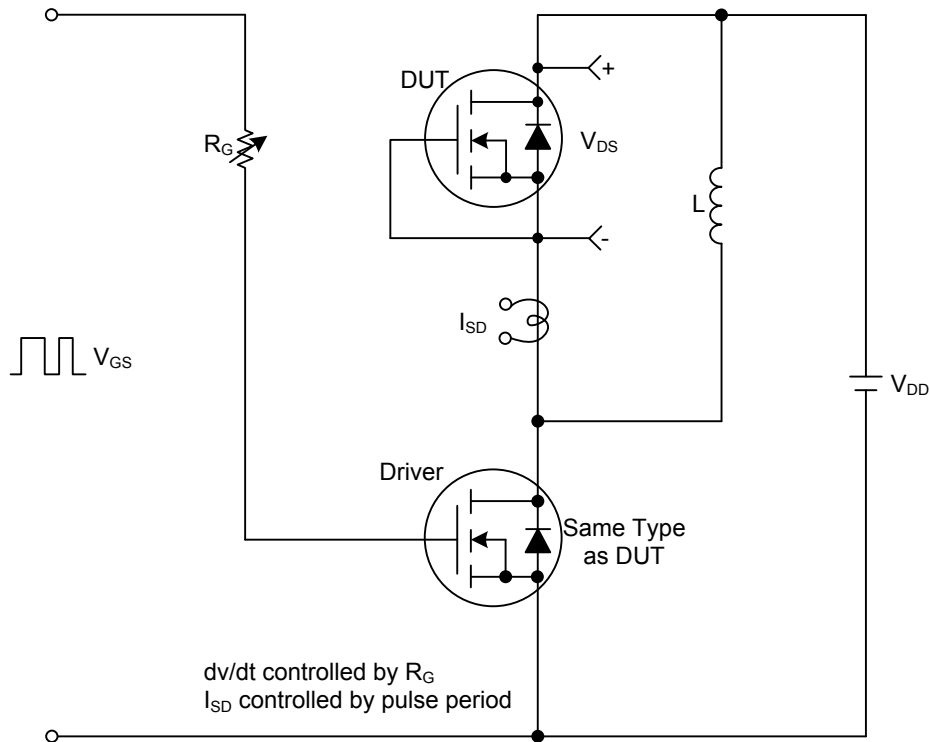 DUT
+
R_G
V_DS
L
-
I_SD
V_GS
V_DD
Driver
Same Type
as DUT
dv/dt controlled by R_G
I_SD controlled by pulse period